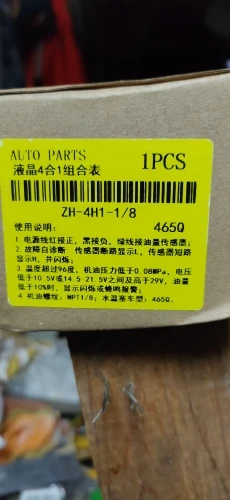 AUTO PARTS 1PCS
液晶4合1组合表
ZH-4H1-1/8
使用说明: 465Q
1.电源线红接正，黑接负，绿线接油量传感器;
2.故障自诊断 传感器断路显示L，传感器短路
显示H，并闪烁;
3.温度超过96度，机油压力低于0.08MPa，电压
低于10.5V或14.5 21.5V之间及高于29V，油量
低于10%时，显示闪烁或蜂鸣报警;
4.机油螺纹: MPT1/8; 水温塞车型: 465Q。